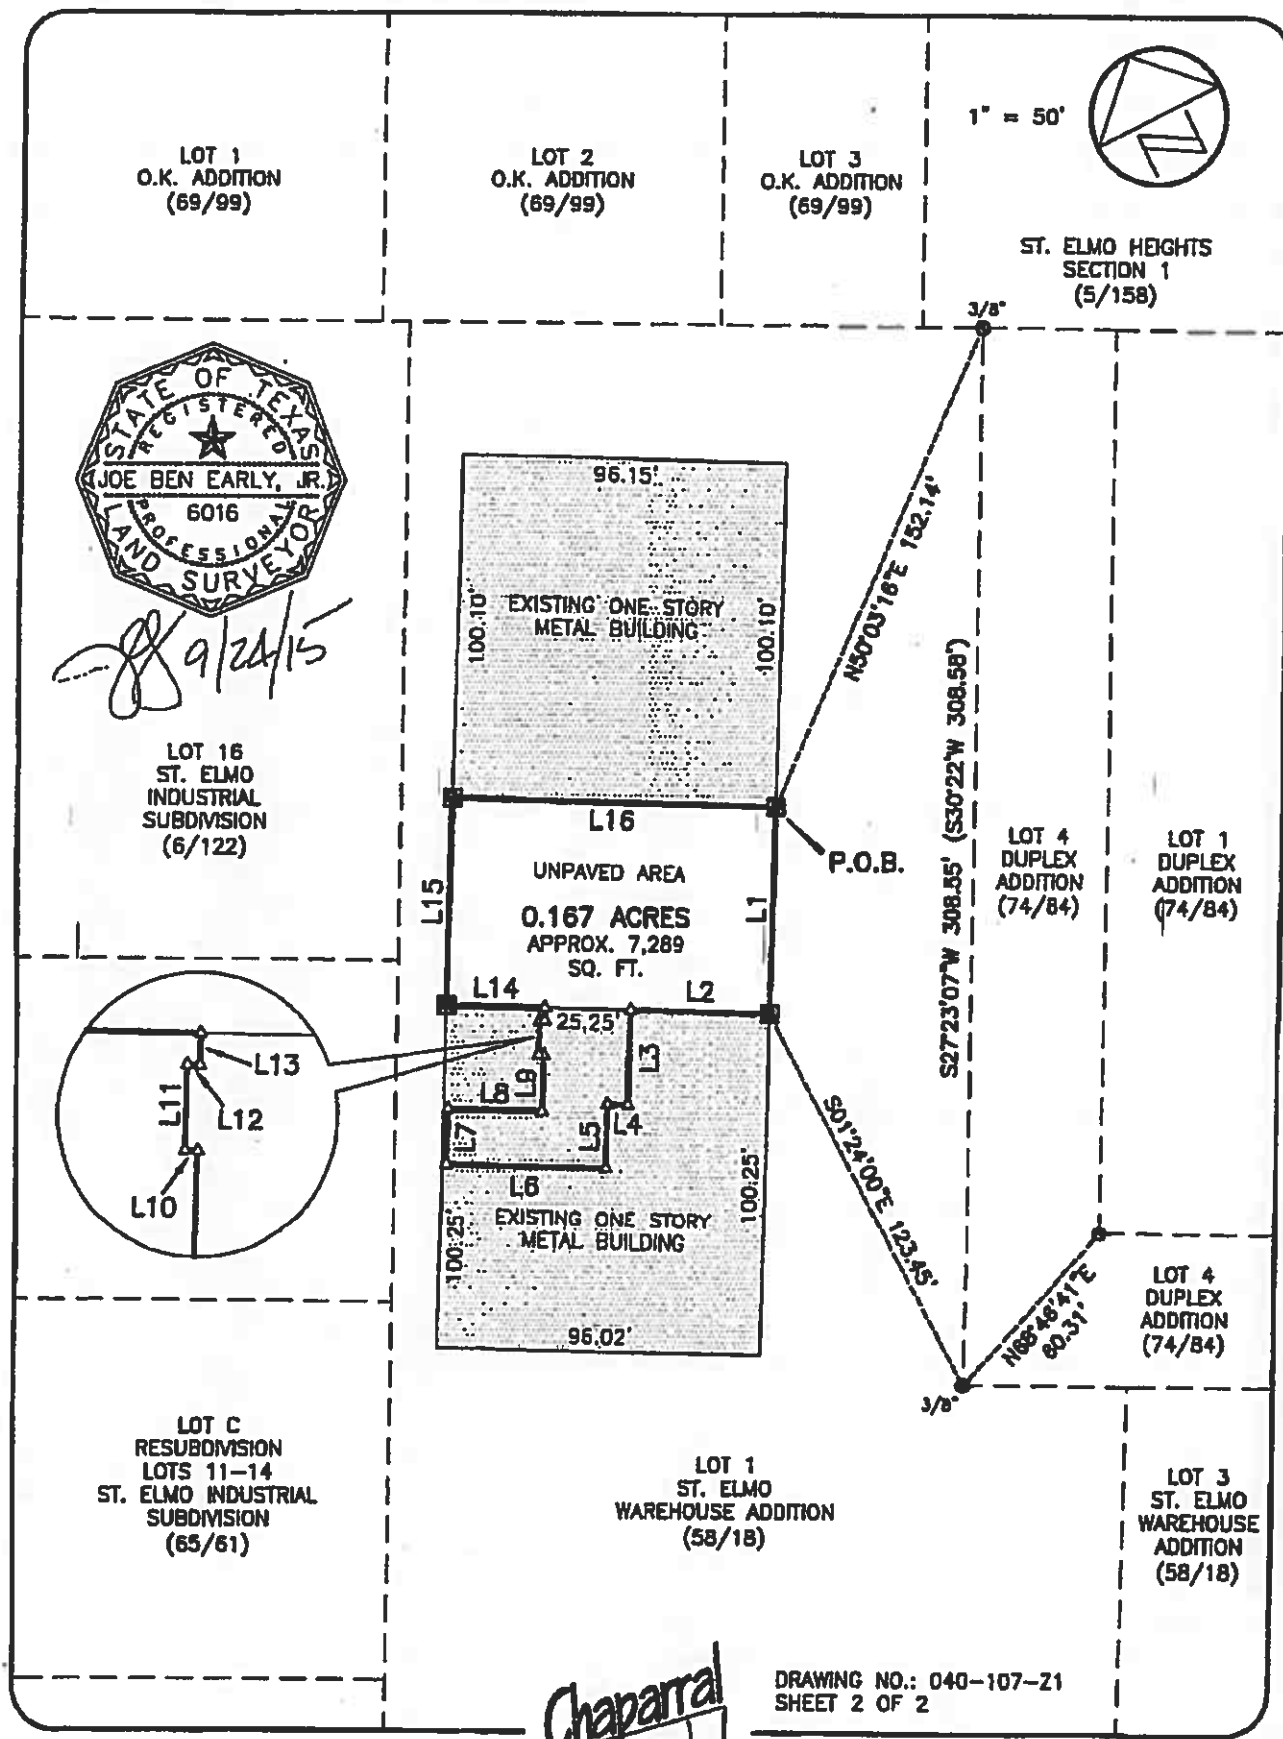 LOT 1
O.K. ADDITION
(69/99)
LOT 2
O.K. ADDITION
(69/99)
LOT 3
O.K. ADDITION
(69/99)
1" = 50'
ST. ELMO HEIGHTS
SECTION 1
(5/158)
3/8"
STATE OF TEXAS
REGISTERED
JOE BEN EARLY, JR.
6016
PROFESSIONAL
LAND SURVEYOR
9/24/15
96.15'
100.10'
EXISTING ONE STORY
METAL BUILDING
100.10'
N50°03'16"E 152.14'
S27°23'07"W 308.55' (S30°22'W 308.58')
LOT 16
ST. ELMO
INDUSTRIAL
SUBDIVISION
(6/122)
L16
P.O.B.
L15
UNPAVED AREA
0.167 ACRES
APPROX. 7,289
SQ. FT.
L1
LOT 4
DUPLEX
ADDITION
(74/84)
LOT 1
DUPLEX
ADDITION
(74/84)
L14
25.25'
L2
L3
L4
L5
L6
L7
L8
L9
L13
L11
L12
L10
100.25'
EXISTING ONE STORY
METAL BUILDING
100.25'
96.02'
S01°24'00"E 123.45'
N68°48'41"E
60.31'
3/8"
LOT 4
DUPLEX
ADDITION
(74/84)
LOT C
RESUBDIVISION
LOTS 11-14
ST. ELMO INDUSTRIAL
SUBDIVISION
(65/61)
LOT 1
ST. ELMO
WAREHOUSE ADDITION
(58/18)
LOT 3
ST. ELMO
WAREHOUSE
ADDITION
(58/18)
Chaparral
DRAWING NO.: 040-107-Z1
SHEET 2 OF 2